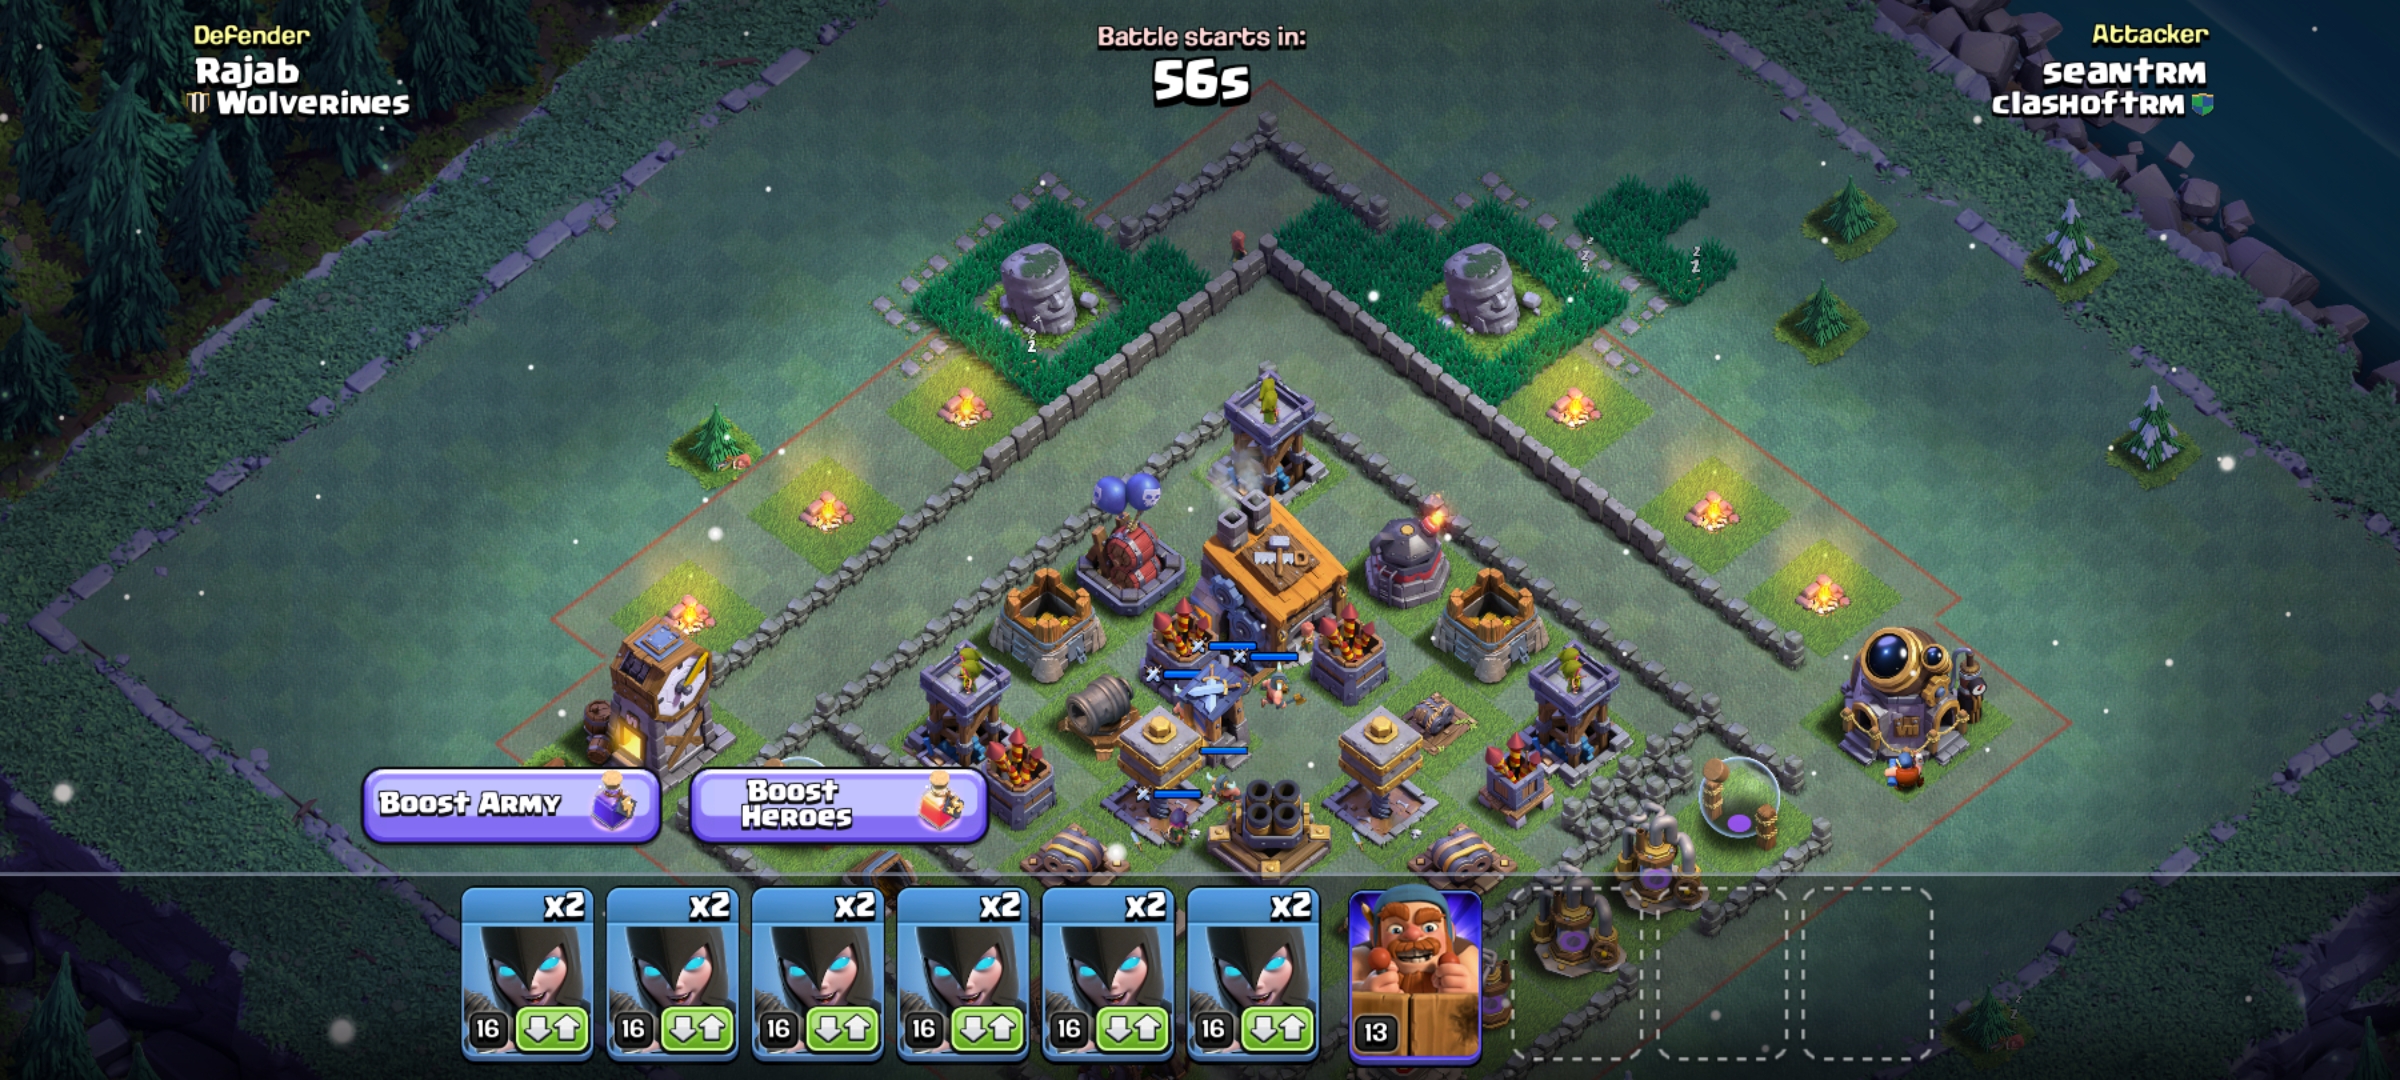 Defender
Rajab
Wolverines
Battle starts in:
56s
Attacker
seantRM
clashoftRM
Boost Army
Boost
Heroes
x2
x2
x2
x2
x2
x2
16
16
16
16
16
16
13